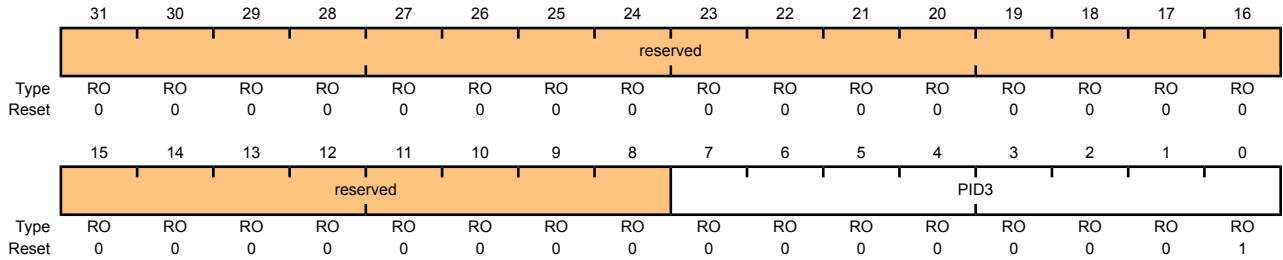 31 30 29 28 27 26 25 24 23 22 21 20 19 18 17 16
reserved
Type RO RO RO RO RO RO RO RO RO RO RO RO RO RO RO RO
Reset 0 0 0 0 0 0 0 0 0 0 0 0 0 0 0 0
15 14 13 12 11 10 9 8 7 6 5 4 3 2 1 0
reserved PID3
Type RO RO RO RO RO RO RO RO RO RO RO RO RO RO RO RO
Reset 0 0 0 0 0 0 0 0 0 0 0 0 0 0 0 1